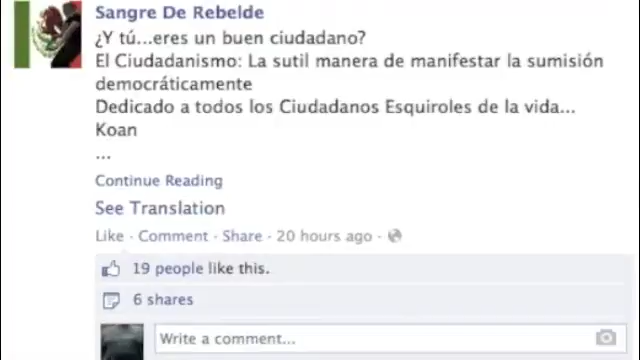 Sangre De Rebelde
¿Y tú...eres un buen ciudadano?
El Ciudadanismo: La sutil manera de manifestar la sumisión
democráticamente
Dedicado a todos los Ciudadanos Esquiroles de la vida...
Koan
...
Continue Reading
See Translation
Like · Comment · Share · 20 hours ago ·
19 people like this.
6 shares
Write a comment...